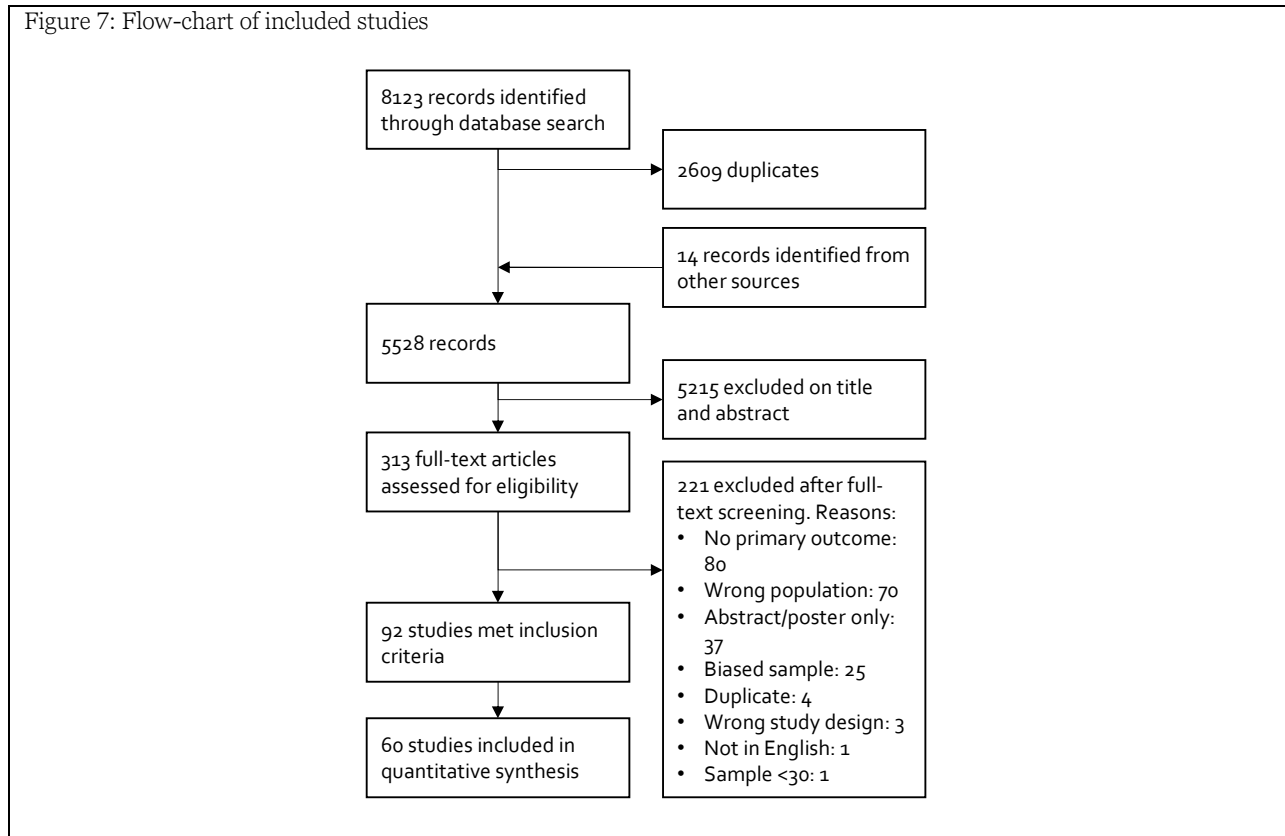 Figure 7: Flow-chart of included studies
8123 records identified
through database search
2609 duplicates
14 records identified from
other sources
5528 records
5215 excluded on title
and abstract
313 full-text articles
assessed for eligibility
221 excluded after full-
text screening. Reasons:
• No primary outcome:
80
• Wrong population: 70
• Abstract/poster only:
37
• Biased sample: 25
• Duplicate: 4
• Wrong study design: 3
• Not in English: 1
• Sample <30: 1
92 studies met inclusion
criteria
60 studies included in
quantitative synthesis